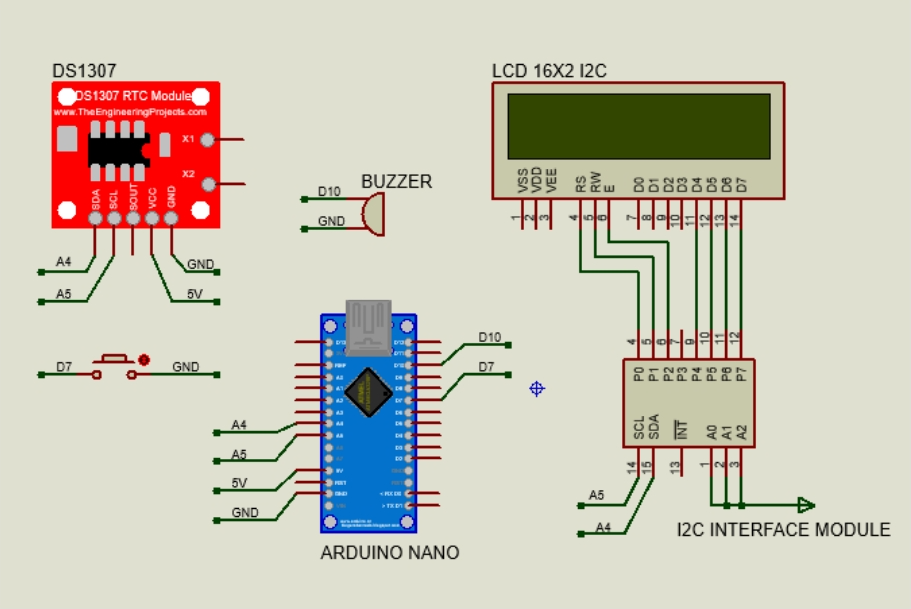 DS1307
LCD 16X2 I2C
DS1307 RTC Module
www.TheEngineeringProjects.com
X1
X2
SDA
SCL
SOUT
VCC
GND
A4
GND
A5
5V
BUZZER
D10
GND
VSS
VDD
VEE
RS
RW
E
D0
D1
D2
D3
D4
D5
D6
D7
1
2
3
4
5
6
7
8
9
10
11
12
13
14
D7
GND
D10
D7
A4
A5
5V
GND
ARDUINO NANO
4
5
6
7
9
10
11
12
P0
P1
P2
P3
P4
P5
P6
P7
SCL
SDA
INT
A0
A1
A2
14
15
13
1
2
3
A5
A4
I2C INTERFACE MODULE